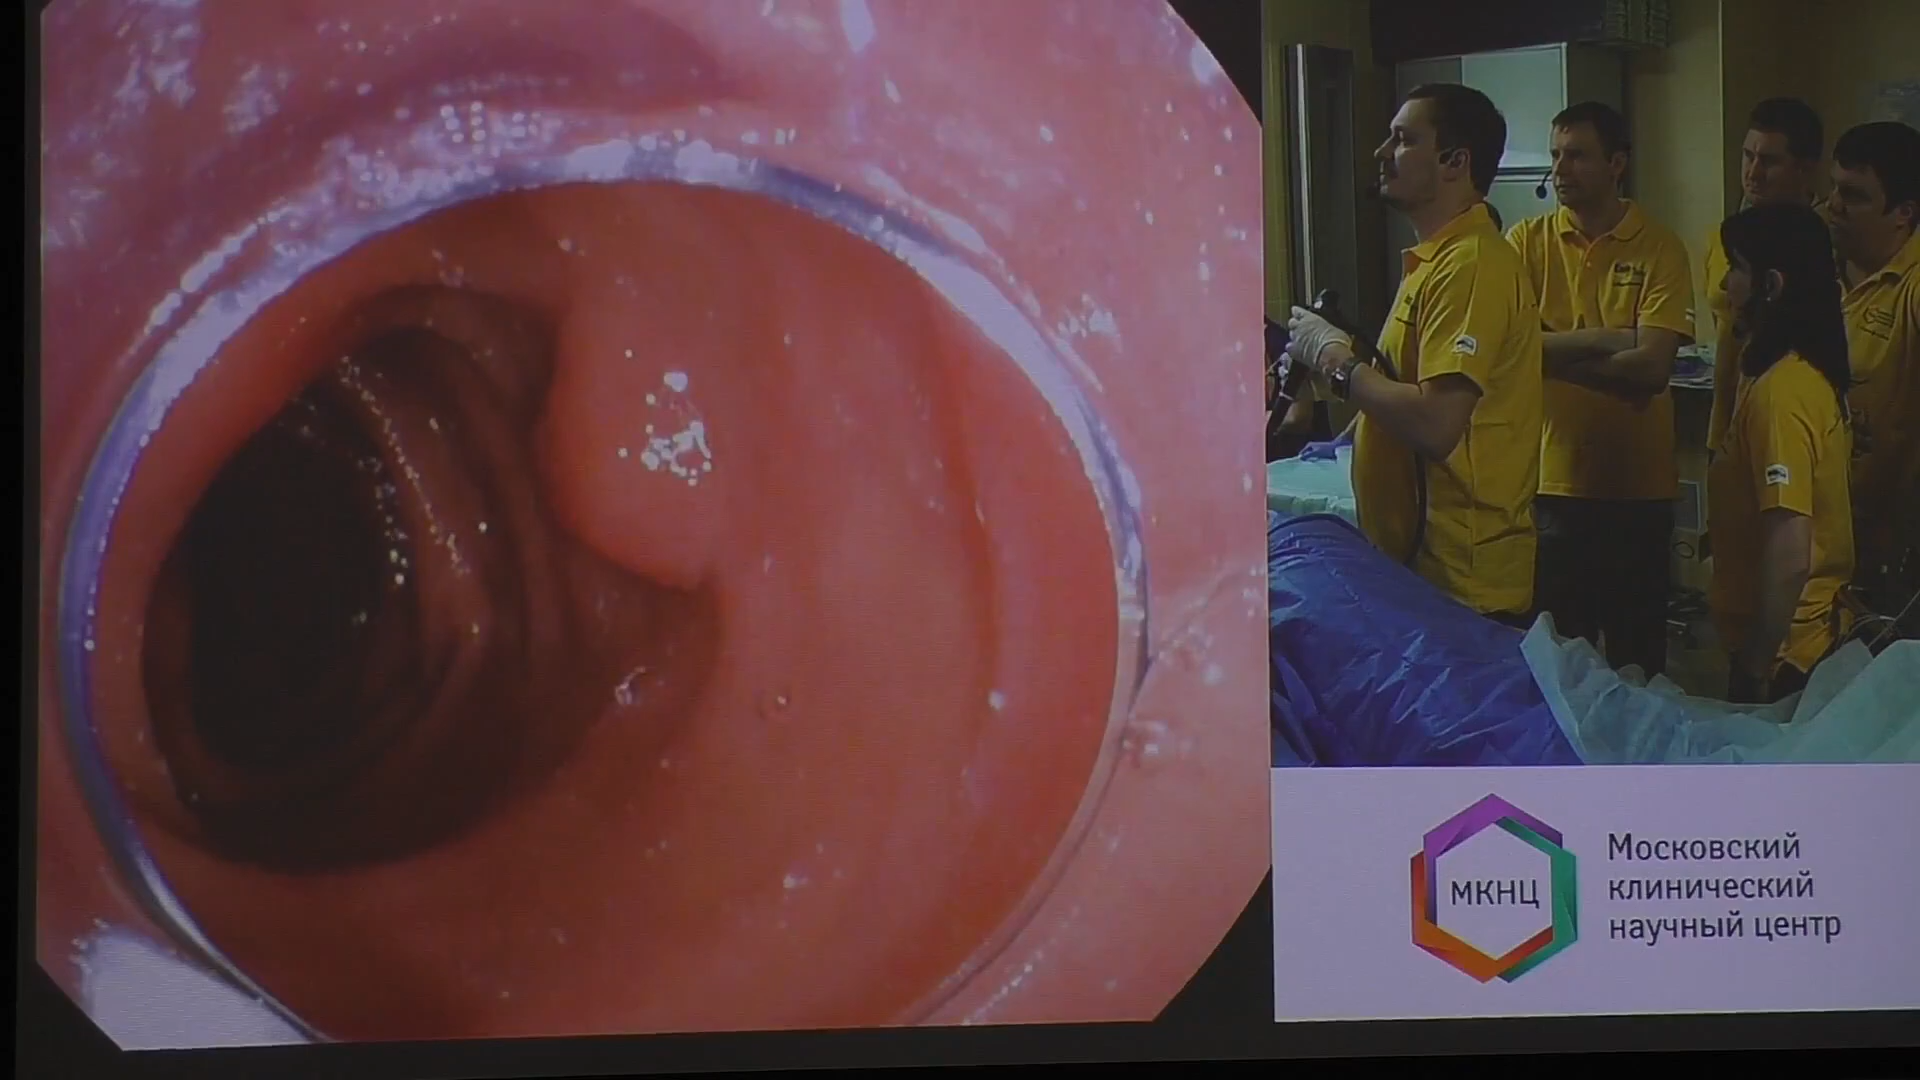 МКНЦ
Московский
клинический
научный центр